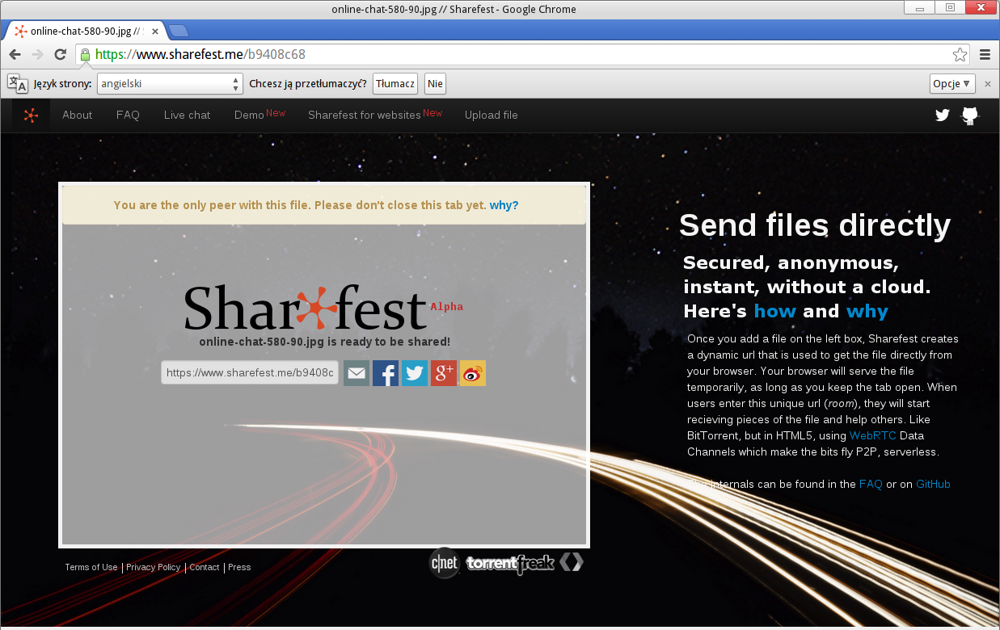 online-chat-580-90.jpg // Sharefest - Google Chrome
online-chat-580-90.jpg //
https://www.sharefest.me/b9408c68
Język strony: angielski Chcesz ją przetłumaczyć? Tłumacz Nie Opcje
About FAQ Live chat Demo New Sharefest for websites New Upload file
You are the only peer with this file. Please don't close this tab yet. why?
Sharefest Alpha
online-chat-580-90.jpg is ready to be shared!
https://www.sharefest.me/b9408c
Send files directly
Secured, anonymous,
instant, without a cloud.
Here's how and why
Once you add a file on the left box, Sharefest creates
a dynamic url that is used to get the file directly from
your browser. Your browser will serve the file
temporarily, as long as you keep the tab open. When
users enter this unique url (room), they will start
recieving pieces of the file and help others. Like
BitTorrent, but in HTML5, using WebRTC Data
Channels which make the bits fly P2P, serverless.
The internals can be found in the FAQ or on GitHub
Terms of Use | Privacy Policy | Contact | Press
c|net torrentfreak